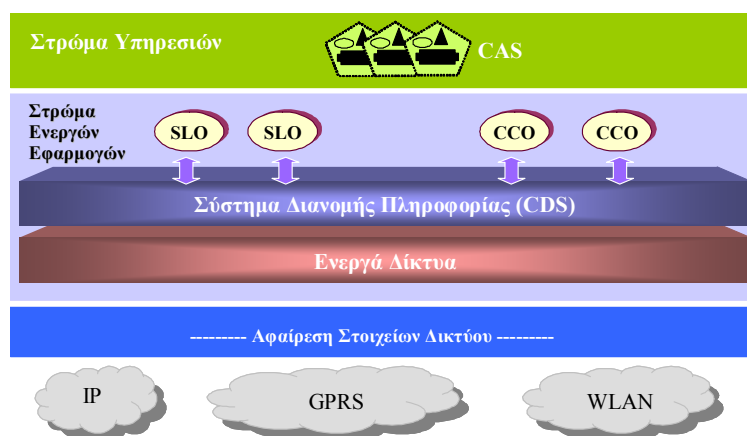 Στρώμα Υπηρεσιών
CAS
Στρώμα
Ενεργών
Εφαρμογών
SLO
SLO
CCO
CCO
Σύστημα Διανομής Πληροφορίας (CDS)
Ενεργά Δίκτυα
--------- Αφαίρεση Στοιχείων Δικτύου ---------
IP
GPRS
WLAN